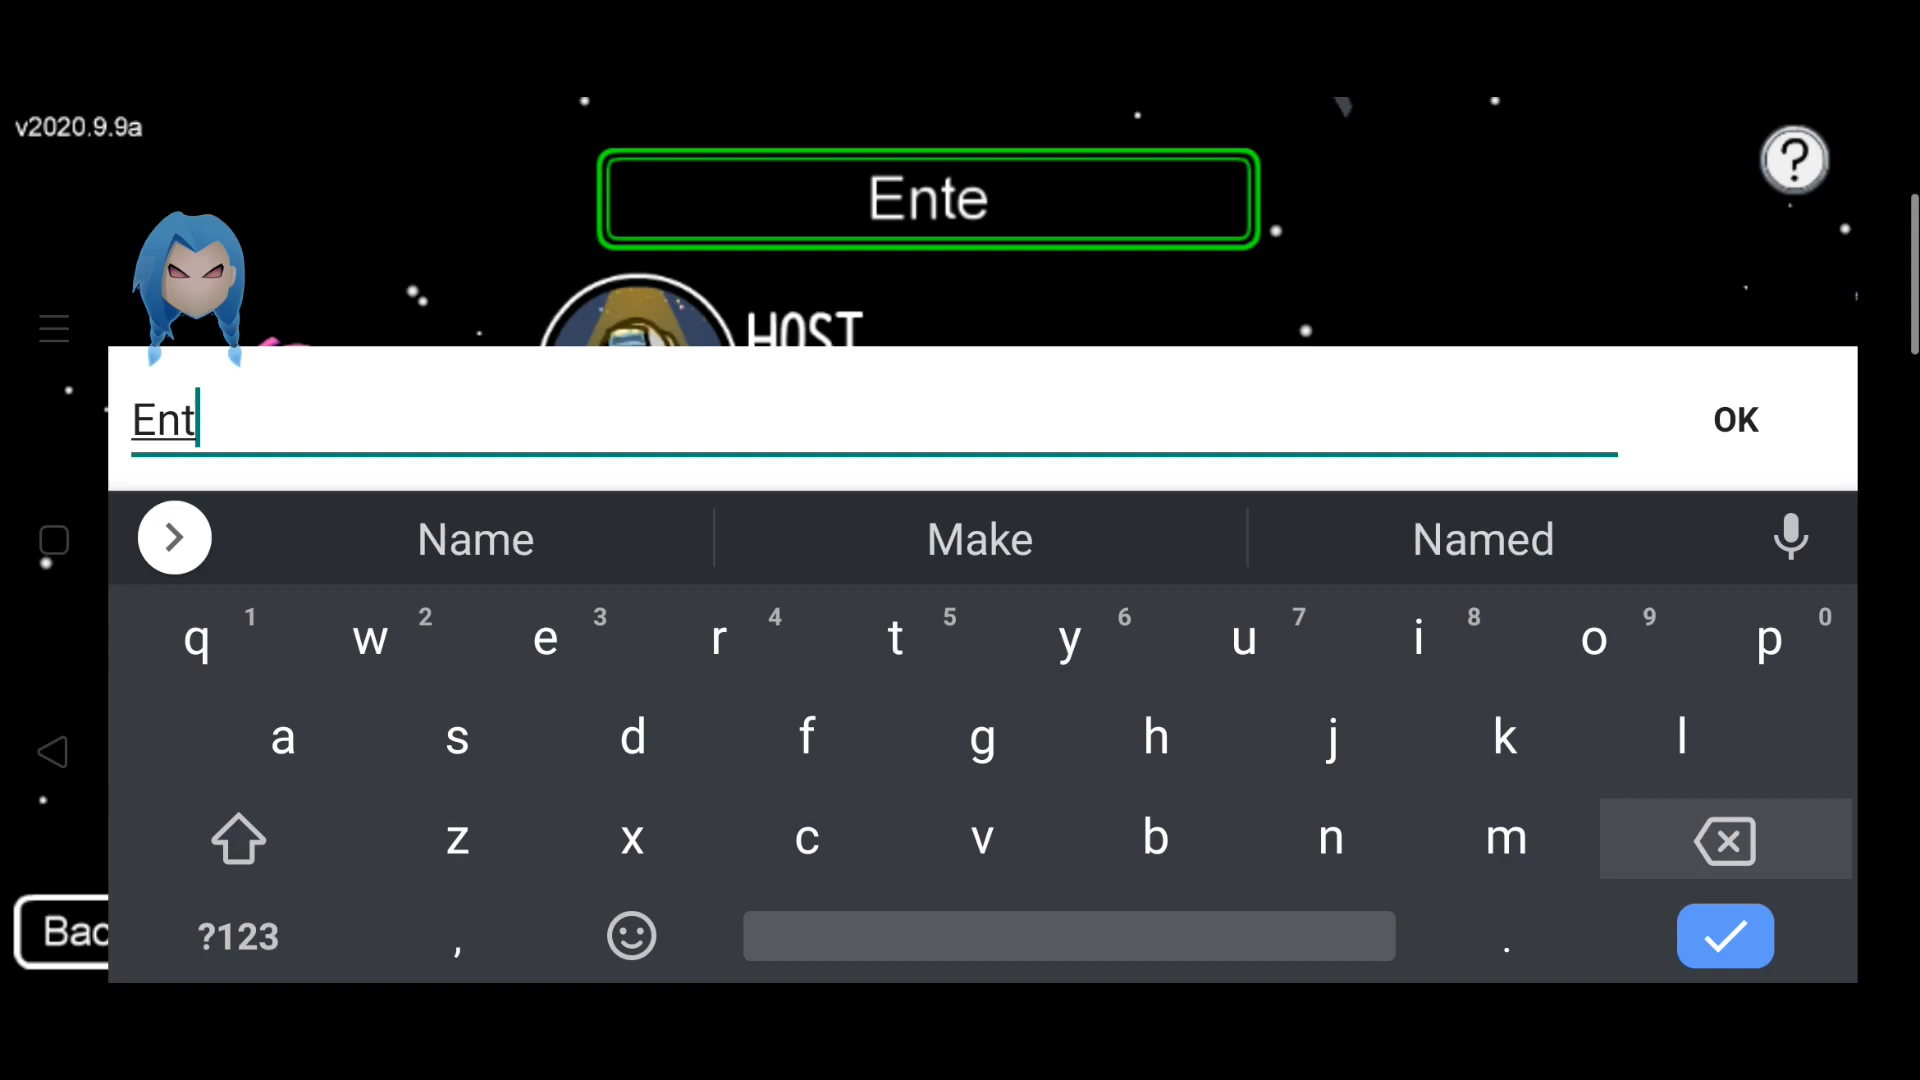 v2020.9.9a
Ente
?
HOST
Ent
OK
Name Make Named
q 1 w 2 e 3 r 4 t 5 y 6 u 7 i 8 o 9 p 0
a s d f g h j k l
z x c v b n m
Bac
?123 , .